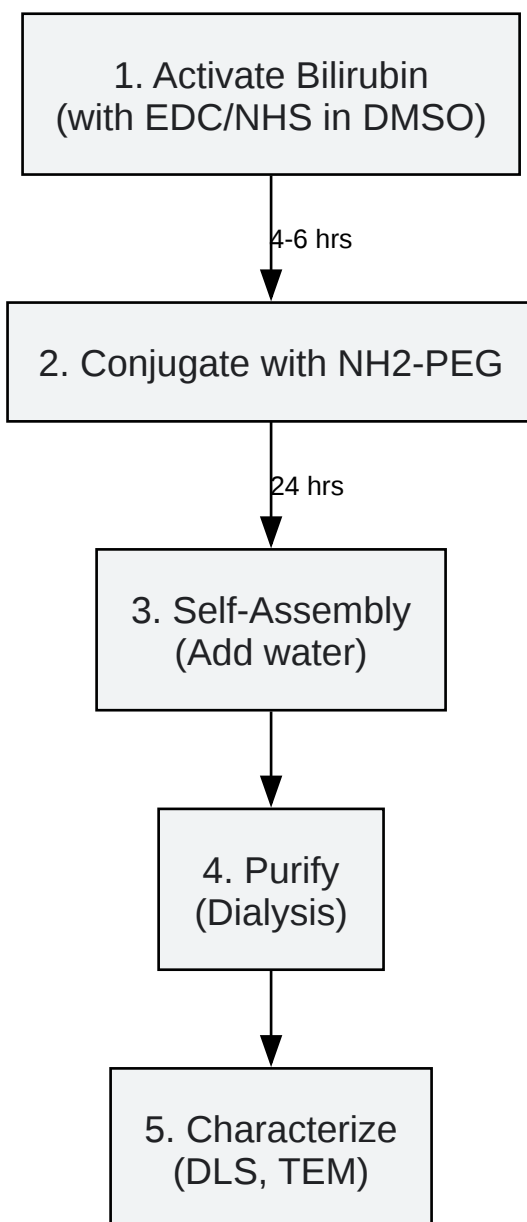 1. Activate Bilirubin
(with EDC/NHS in DMSO)
4-6 hrs
2. Conjugate with NH2-PEG
24 hrs
3. Self-Assembly
(Add water)
4. Purify
(Dialysis)
5. Characterize
(DLS, TEM)